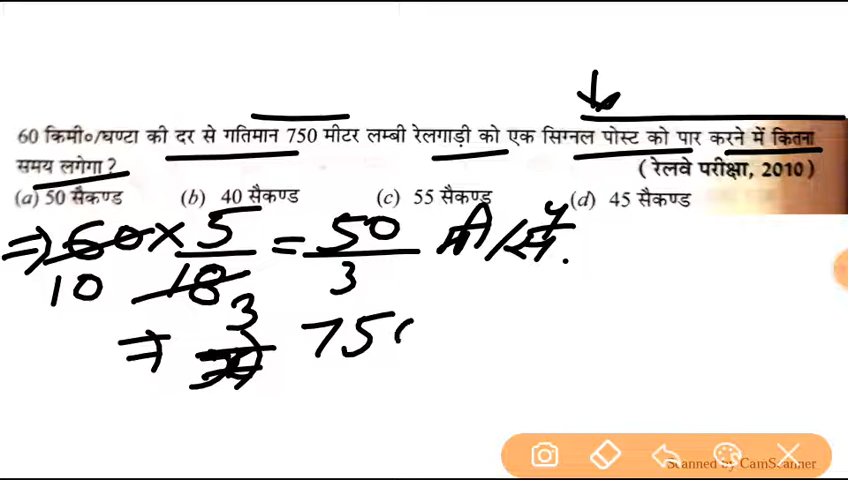 60 किमी०/घण्टा की दर से गतिमान 750 मीटर लम्बी रेलगाड़ी को एक सिग्नल पोस्ट को पार करने में कितना
समय लगेगा ? ( रेलवे परीक्षा, 2010 )
(a) 50 सैकण्ड (b) 40 सैकण्ड (c) 55 सैकण्ड (d) 45 सैकण्ड
⇒ 60 × 5 = 50 मी/से.
10 18 3
3
⇒ 75
Scanned by CamScanner